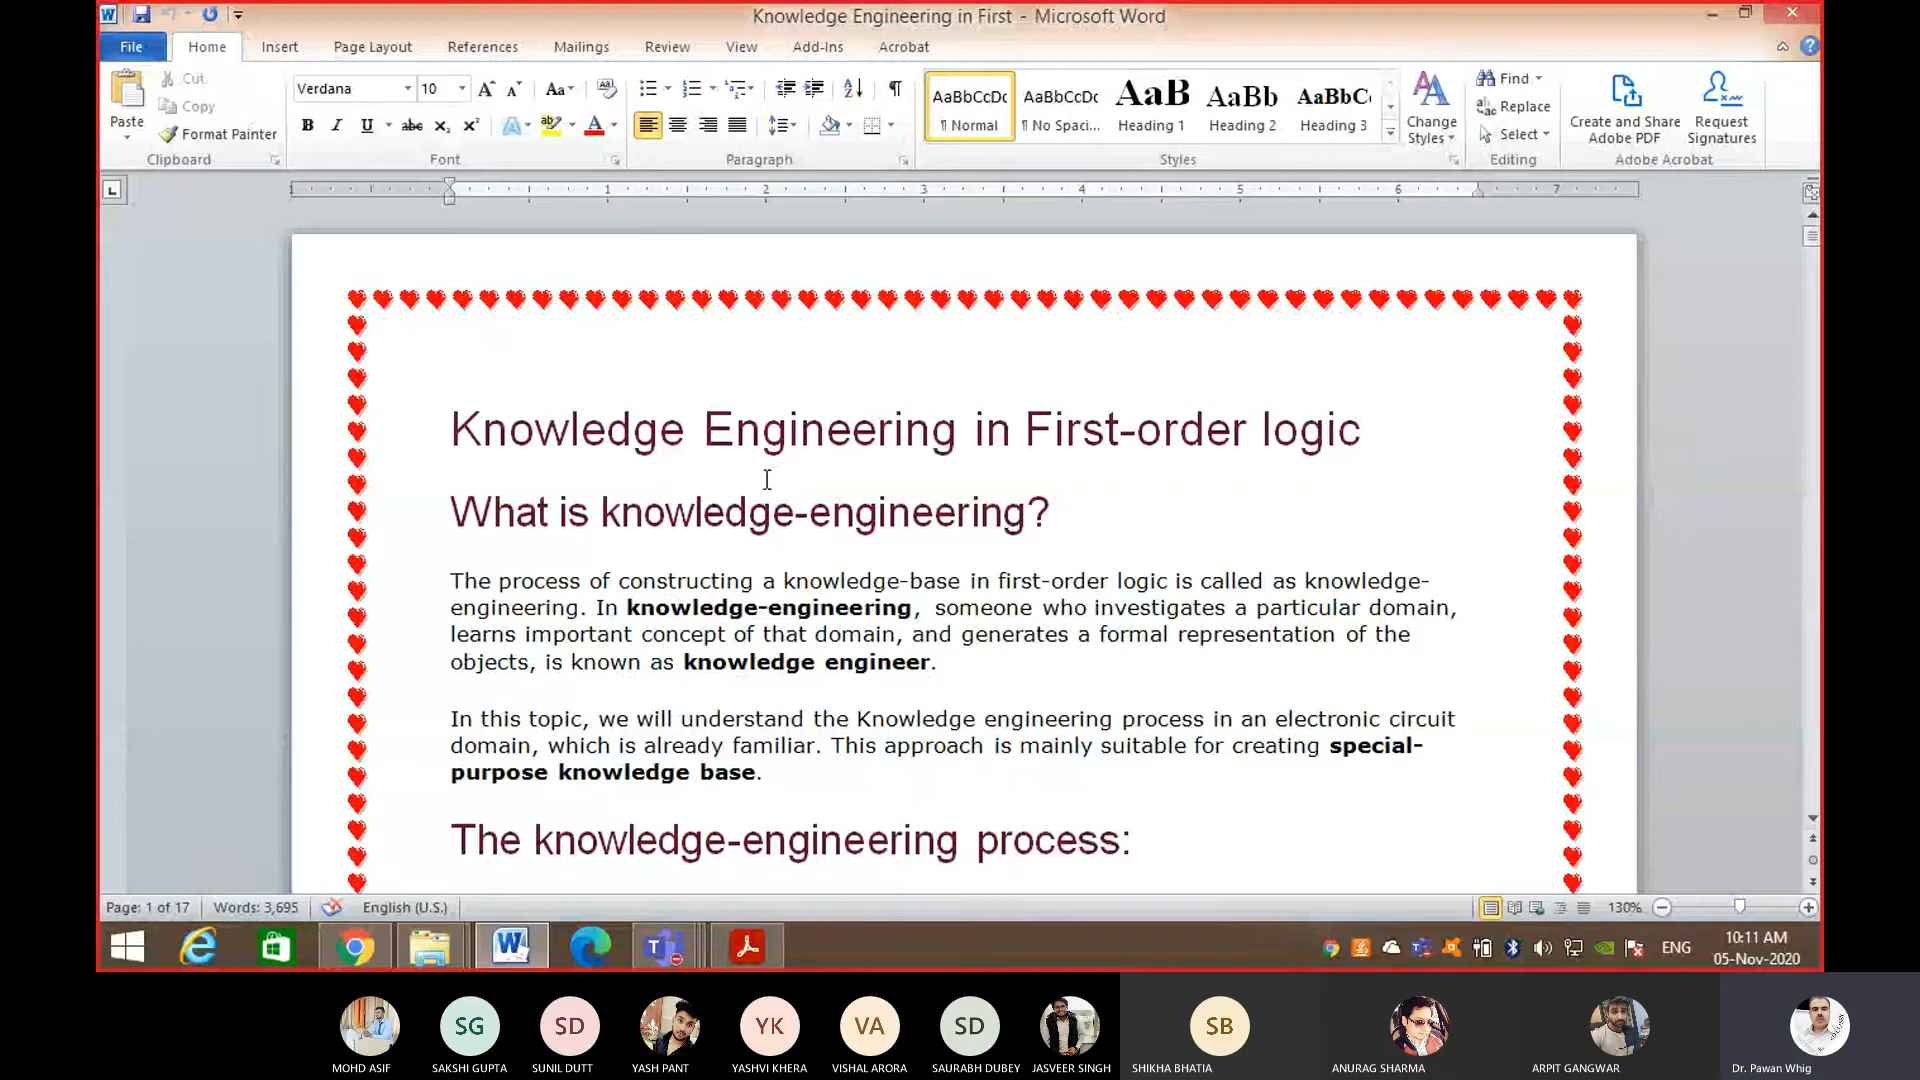 Knowledge Engineering in First - Microsoft Word
File Home Insert Page Layout References Mailings Review View Add-Ins Acrobat
Paste
Cut
Copy
Format Painter
Clipboard
Verdana 10
Font
Paragraph
AaBbCcDc AaBbCcDc AaB AaBb AaBbC
¶ Normal ¶ No Spaci... Heading 1 Heading 2 Heading 3
Styles
Change
Styles
Find
Replace
Select
Editing
Create and Share
Adobe PDF
Request
Signatures
Adobe Acrobat
1 1 2 3 4 5 6 7
Knowledge Engineering in First-order logic
What is knowledge-engineering?
The process of constructing a knowledge-base in first-order logic is called as knowledge-
engineering. In knowledge-engineering, someone who investigates a particular domain,
learns important concept of that domain, and generates a formal representation of the
objects, is known as knowledge engineer.
In this topic, we will understand the Knowledge engineering process in an electronic circuit
domain, which is already familiar. This approach is mainly suitable for creating special-
purpose knowledge base.
The knowledge-engineering process:
Page: 1 of 17 Words: 3,695 English (U.S.) 130%
ENG
10:11 AM
05-Nov-2020
SG SD YK VA SD SB
MOHD ASIF SAKSHI GUPTA SUNIL DUTT YASH PANT YASHVI KHERA VISHAL ARORA SAURABH DUBEY JASVEER SINGH SHIKHA BHATIA ANURAG SHARMA ARPIT GANGWAR Dr. Pawan Whig